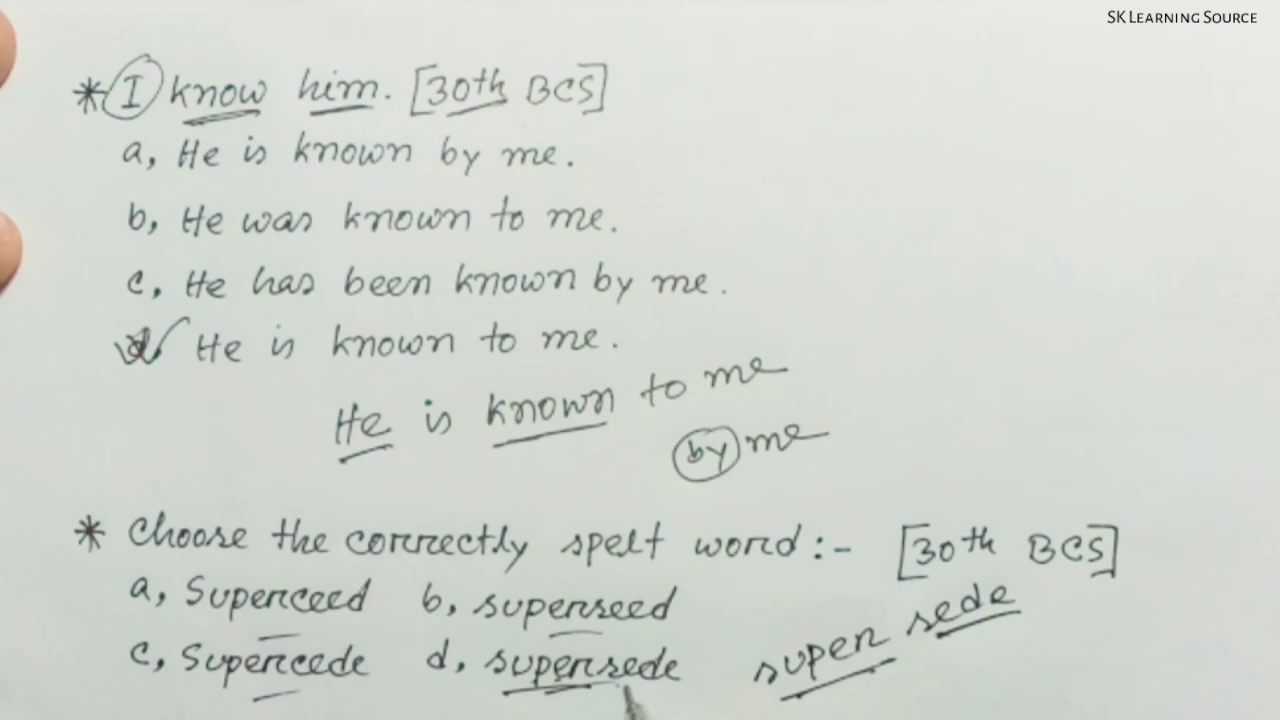 SK LEARNING SOURCE
* I know him. [30th BCS]
a, He is known by me.
b, He was known to me.
c, He has been known by me.
d, He is known to me.
He is known to me
by me
* Choose the correctly spelt word:- [30th BCS]
a, Superceed b, superseed
c, Supercede d, supersede
super sede